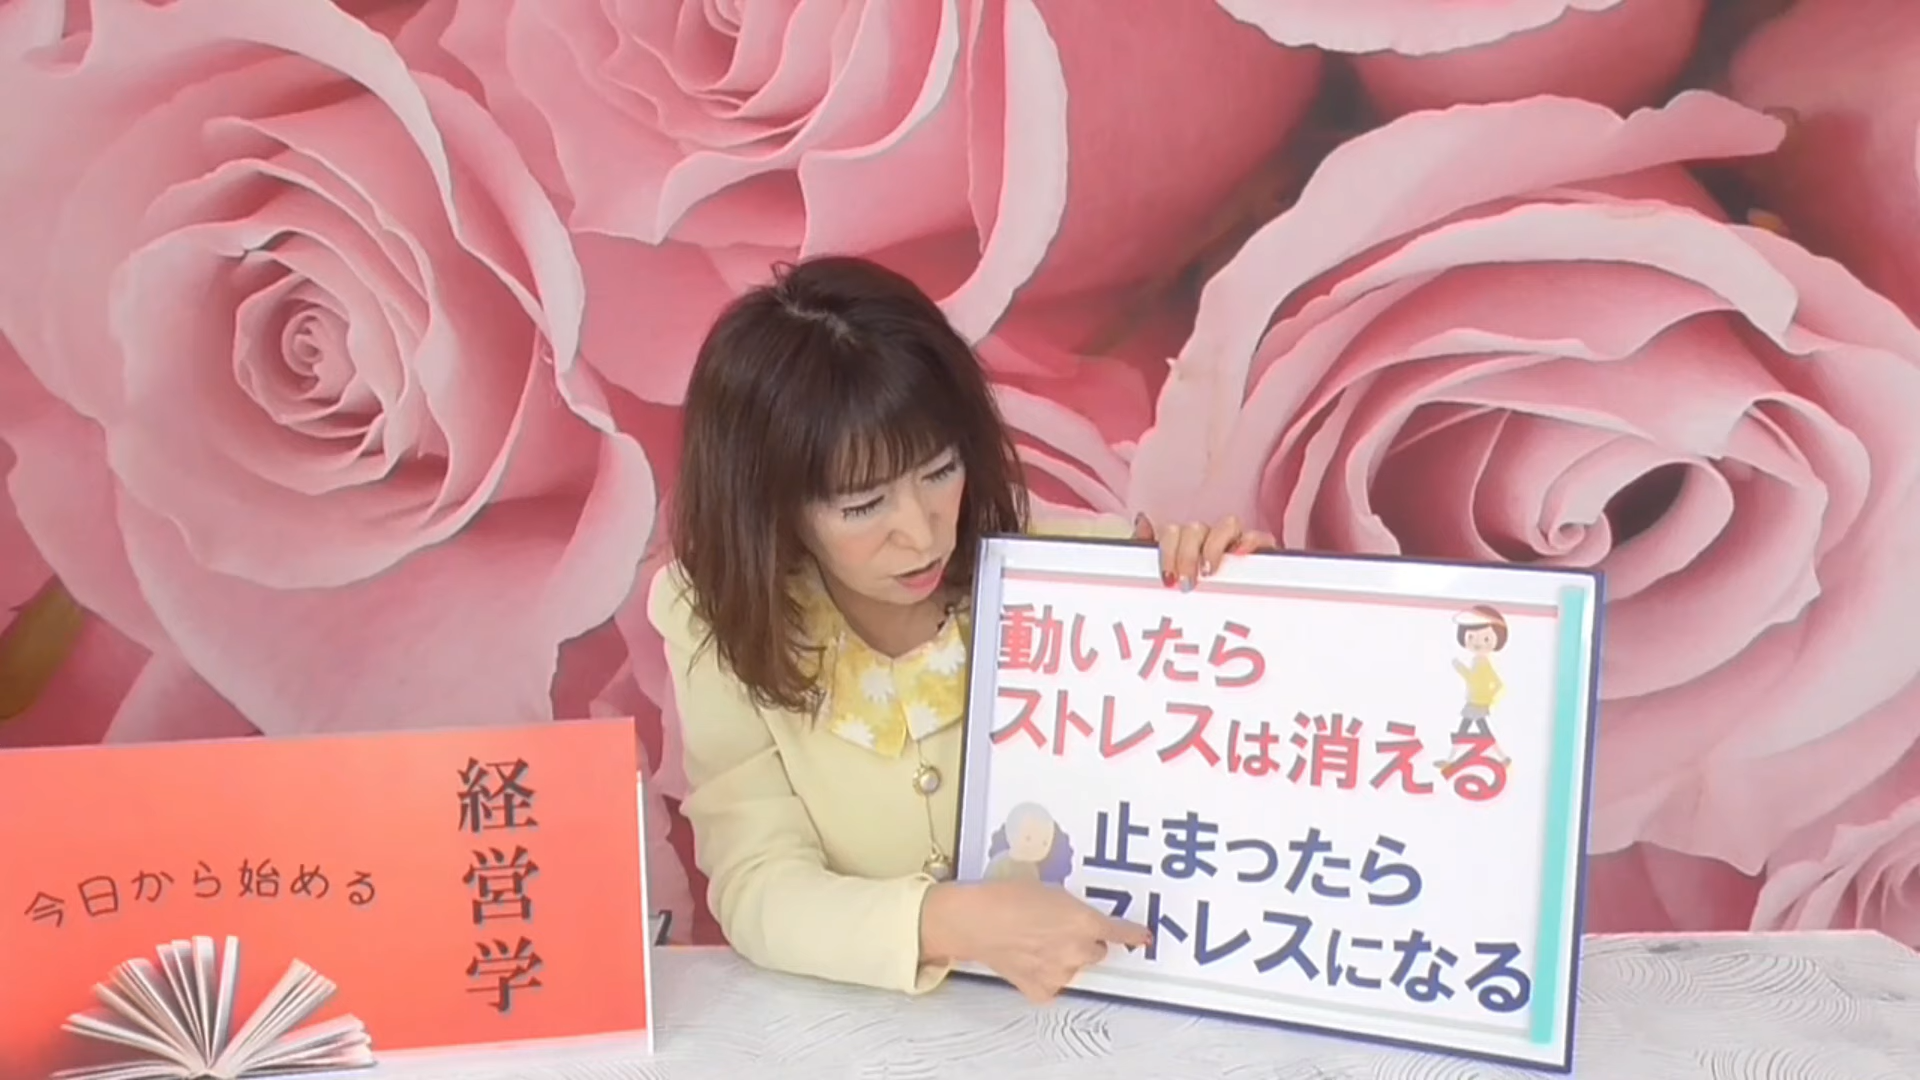 動いたら
ストレスは消える
止まったら
ストレスになる
今日から始める
経営学